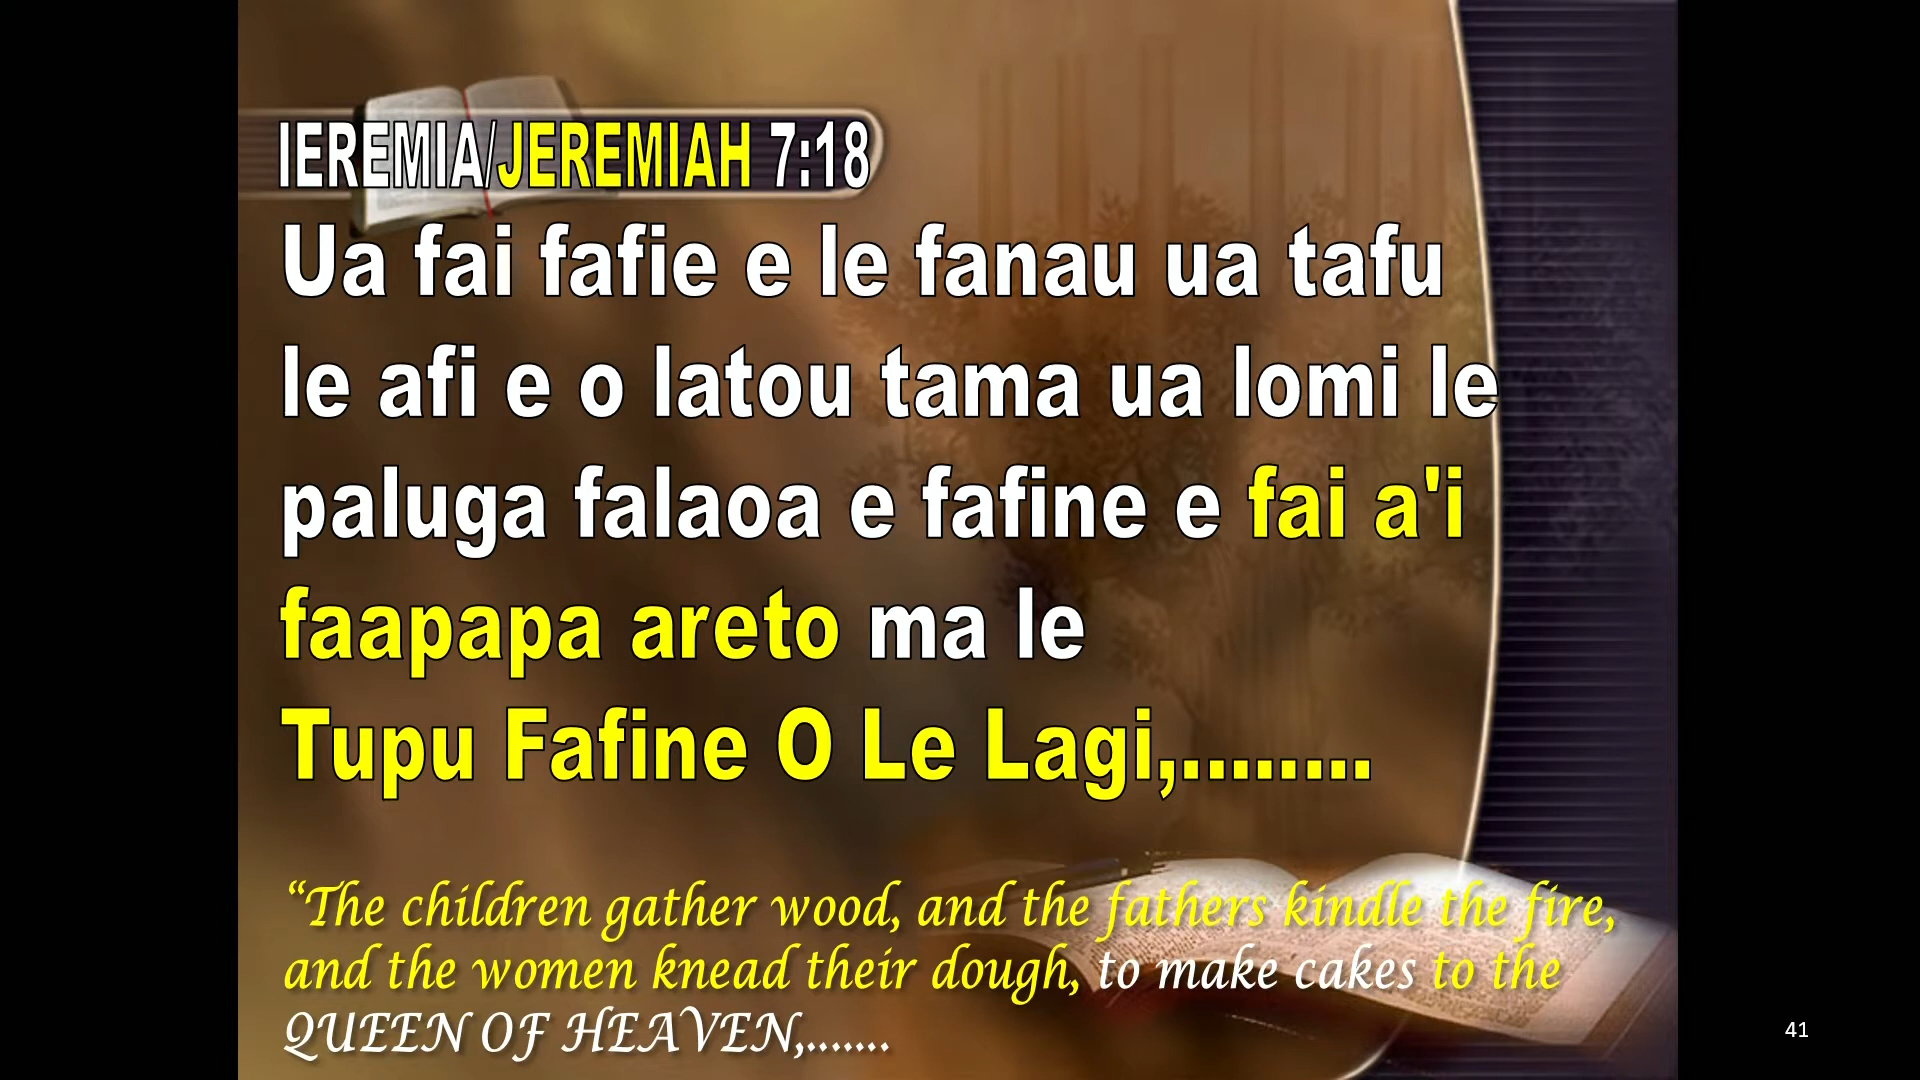 IEREMIA/JEREMIAH 7:18
Ua fai fafie e le fanau ua tafu
le afi e o latou tama ua lomi le
paluga falaoa e fafine e fai a'i
faapapa areto ma le
Tupu Fafine O Le Lagi,........
“The children gather wood, and the fathers kindle the fire,
and the women knead their dough, to make cakes to the
QUEEN OF HEAVEN,.......
41